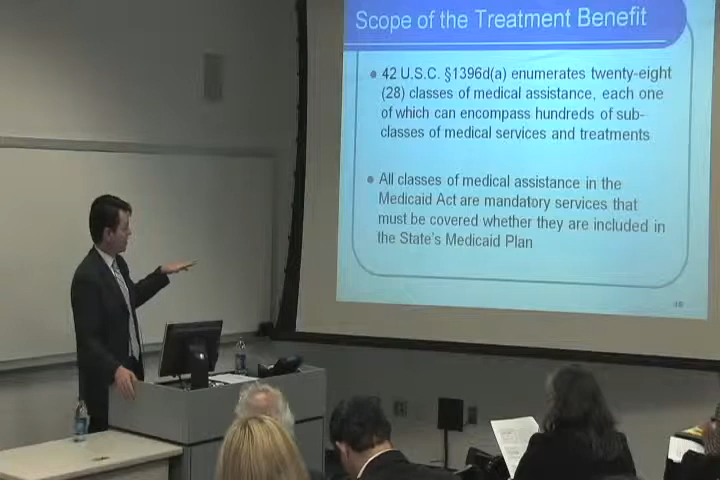 Scope of the Treatment Benefit
42 U.S.C. §1396d(a) enumerates twenty-eight
(28) classes of medical assistance, each one
of which can encompass hundreds of sub-
classes of medical services and treatments
All classes of medical assistance in the
Medicaid Act are mandatory services that
must be covered whether they are included in
the State's Medicaid Plan